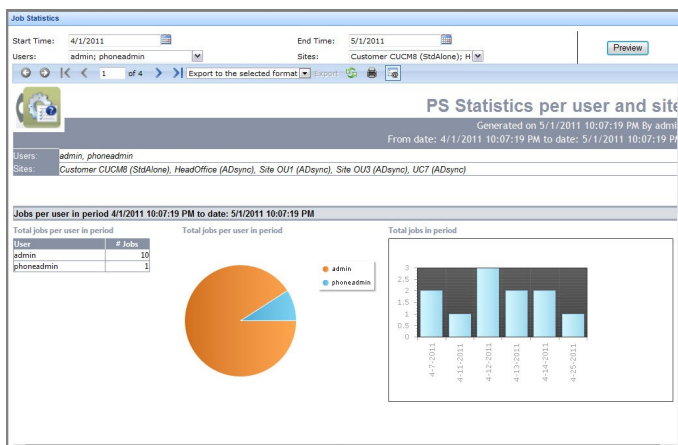 Job Statistics
Start Time: 4/1/2011 End Time: 5/1/2011
Users: admin; phoneadmin Sites: Customer CUCM8 (StdAlone); H
Preview
1 of 4 Export to the selected format Export
PS Statistics per user and site
Generated on 5/1/2011 10:07:19 PM By admi
From date: 4/1/2011 10:07:19 PM to date: 5/1/2011 10:07:19 PM
Users: admin, phoneadmin
Sites: Customer CUCM8 (StdAlone), HeadOffice (ADsync), Site OU1 (ADsync), Site OU3 (ADsync), UC7 (ADsync)
Jobs per user in period 4/1/2011 10:07:19 PM to date: 5/1/2011 10:07:19 PM
Total jobs per user in period Total jobs per user in period Total jobs in period
User # Jobs
admin 10
phoneadmin 1
admin
phoneadmin
3
2.5
2
1.5
1
0.5
0
4-7-2011
4-11-2011
4-12-2011
4-13-2011
4-14-2011
4-25-2011